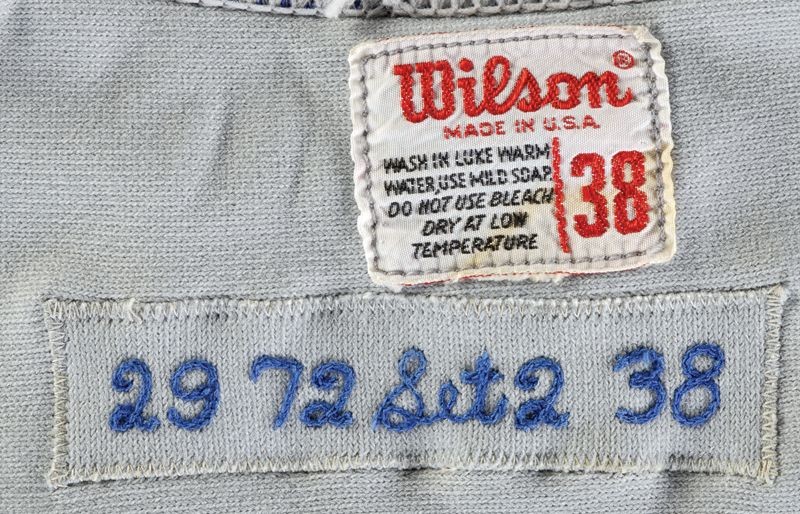 Wilson®
MADE IN U.S.A.
WASH IN LUKE WARM
WATER, USE MILD SOAP.
DO NOT USE BLEACH
DRY AT LOW
TEMPERATURE
38
29 72 Set 2 38